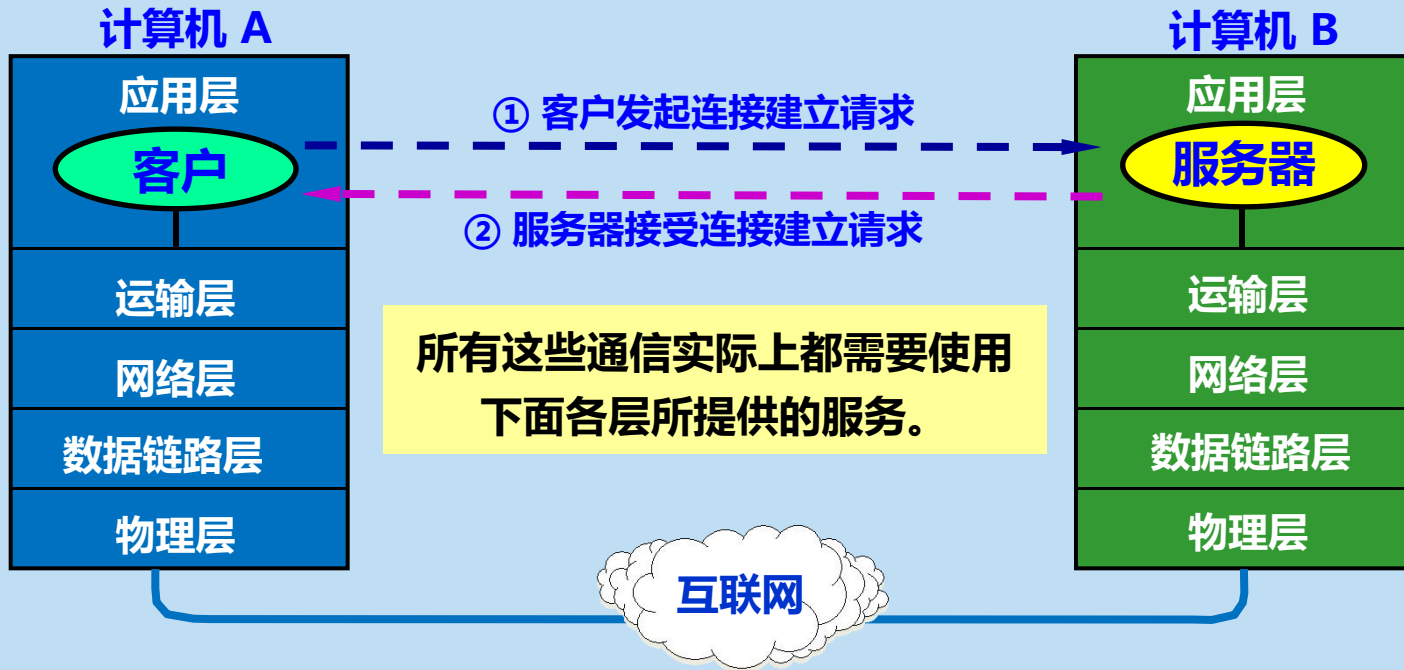 计算机 A
应用层
客户
运输层
网络层
数据链路层
物理层
① 客户发起连接建立请求
② 服务器接受连接建立请求
所有这些通信实际上都需要使用
下面各层所提供的服务。
互联网
计算机 B
应用层
服务器
运输层
网络层
数据链路层
物理层